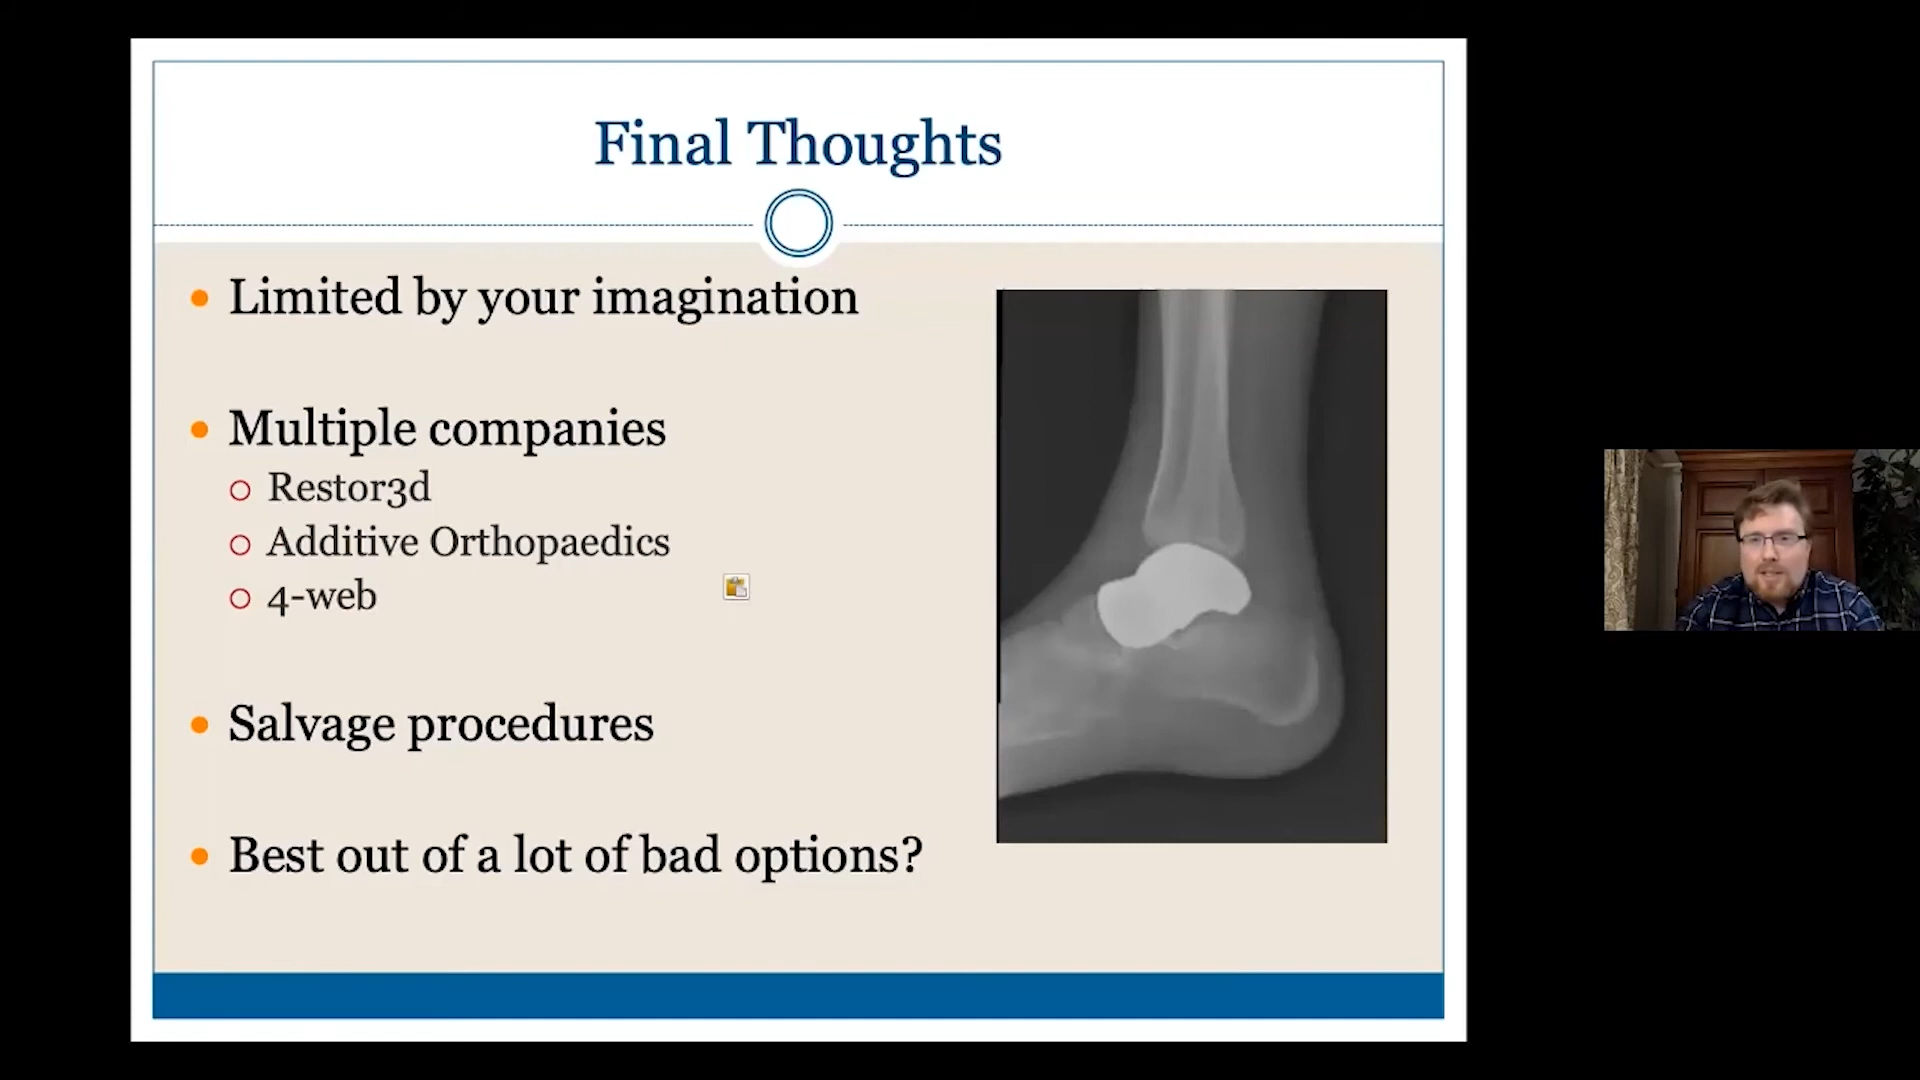 Final Thoughts
Limited by your imagination
Multiple companies
Restor3d
Additive Orthopaedics
4-web
Salvage procedures
Best out of a lot of bad options?